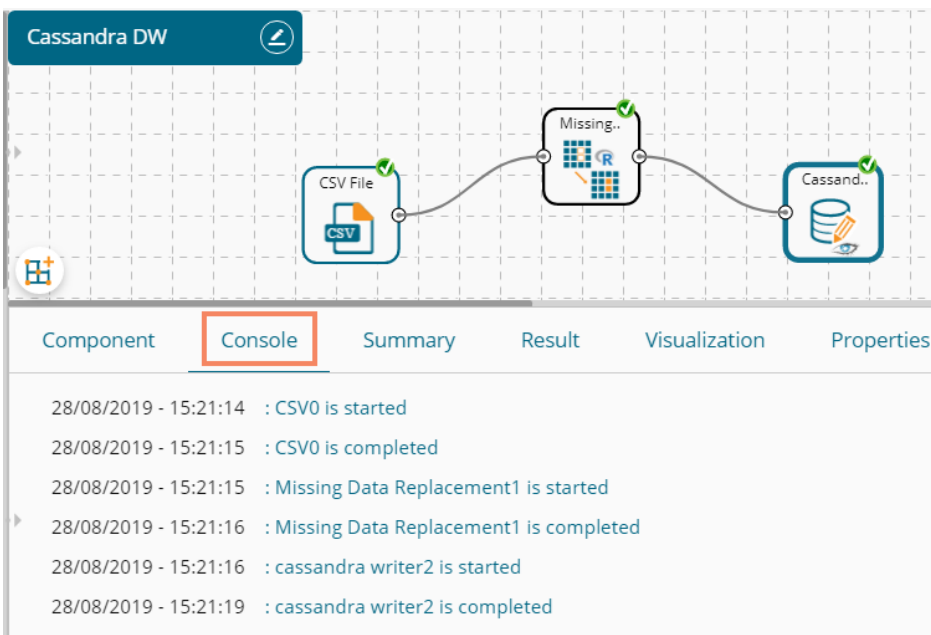 Cassandra DW
Missing..
R
CSV File
CSV
Cassand..
Component Console Summary Result Visualization Properties
28/08/2019 - 15:21:14 : CSV0 is started
28/08/2019 - 15:21:15 : CSV0 is completed
28/08/2019 - 15:21:15 : Missing Data Replacement1 is started
28/08/2019 - 15:21:16 : Missing Data Replacement1 is completed
28/08/2019 - 15:21:16 : cassandra writer2 is started
28/08/2019 - 15:21:19 : cassandra writer2 is completed